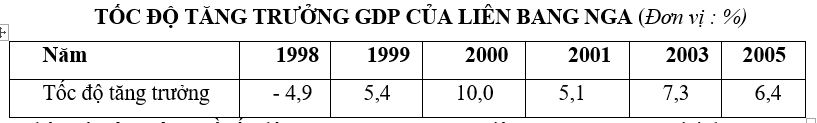 TỐC ĐỘ TĂNG TRƯỞNG GDP CỦA LIÊN BANG NGA (Đơn vị : %)
Năm 1998 1999 2000 2001 2003 2005
Tốc độ tăng trưởng - 4,9 5,4 10,0 5,1 7,3 6,4